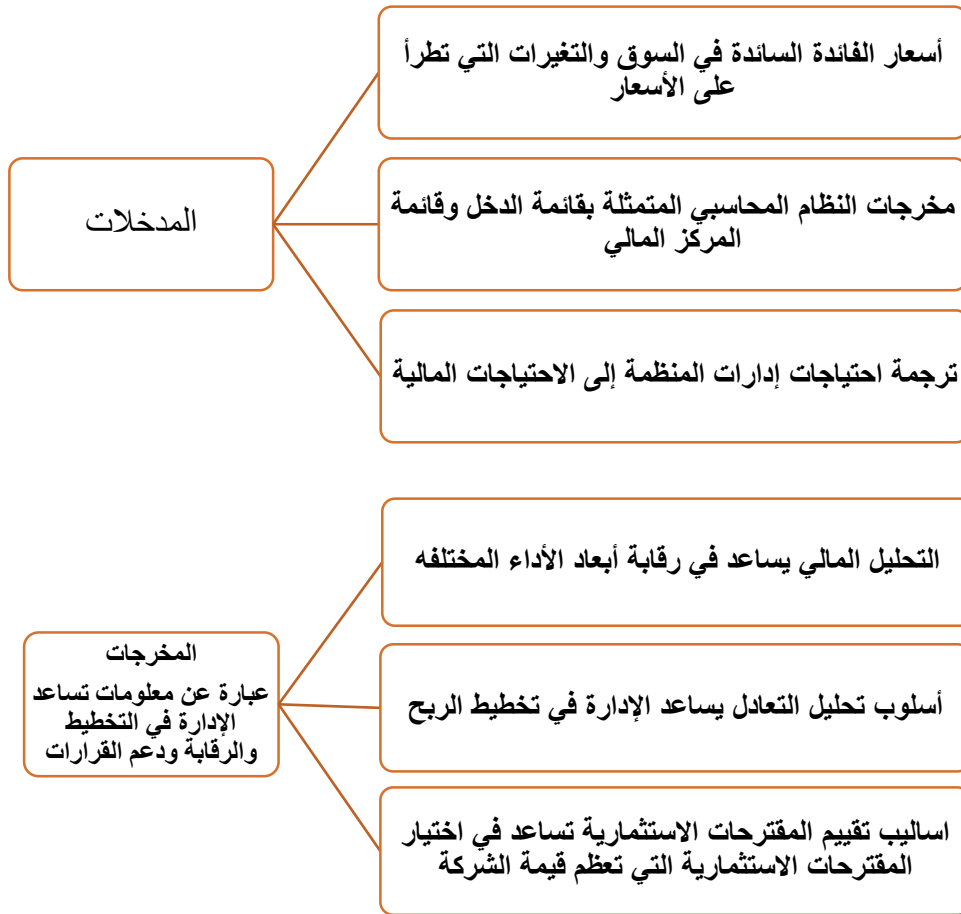 أسعار الفائدة السائدة في السوق والتغيرات التي تطرأ
على الأسعار
المدخلات
مخرجات النظام المحاسبي المتمثلة بقائمة الدخل وقائمة
المركز المالي
ترجمة احتياجات إدارات المنظمة إلى الاحتياجات المالية
التحليل المالي يساعد في رقابة أبعاد الأداء المختلفه
المخرجات
عبارة عن معلومات تساعد
الإدارة في التخطيط
والرقابة ودعم القرارات
أسلوب تحليل التعادل يساعد الإدارة في تخطيط الربح
اساليب تقييم المقترحات الاستثمارية تساعد في اختيار
المقترحات الاستثمارية التي تعظم قيمة الشركة